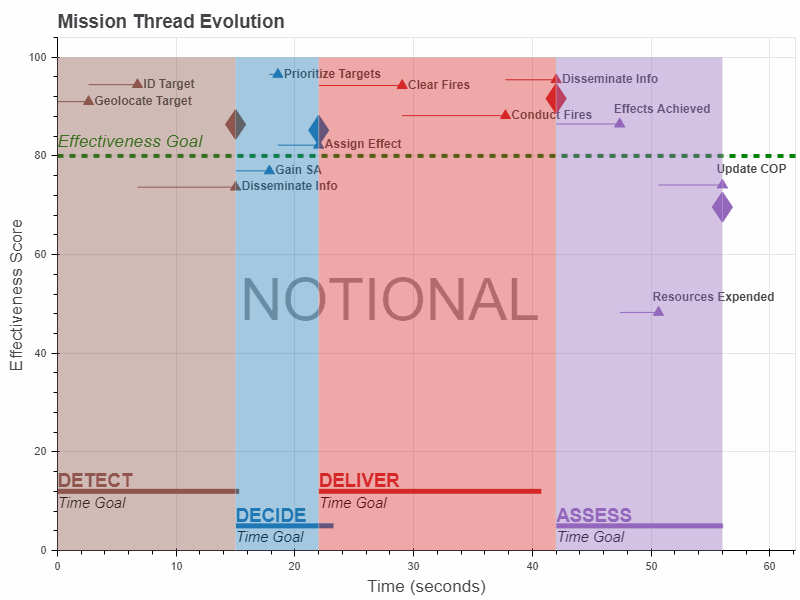 Mission Thread Evolution
100
80
60
40
20
0
Effectiveness Score
Prioritize Targets
Disseminate Info
ID Target
Clear Fires
Geolocate Target
Effects Achieved
Conduct Fires
Effectiveness Goal
Assign Effect
Gain SA
Update COP
Disseminate Info
NOTIONAL
Resources Expended
DETECT
Time Goal
DELIVER
Time Goal
DECIDE
Time Goal
ASSESS
Time Goal
0
10
20
30
40
50
60
Time (seconds)